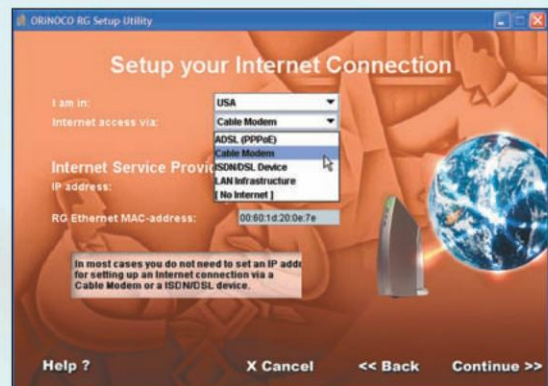 ORiNOCO RG Setup Utility
Setup your Internet Connection
I am in:
USA
Internet access via:
Cable Modem
ADSL (PPPoE)
Cable Modem
ISDN/DSL Device
LAN Infrastructure
[ No Internet ]
Internet Service Provi
IP address:
RG Ethernet MAC-address:
00:60:1d:20:0e:7e
In most cases you do not need to set an IP addr
for setting up an Internet connection via a
Cable Modem or a ISDN/DSL device.
Help ?
X Cancel
<< Back
Continue >>